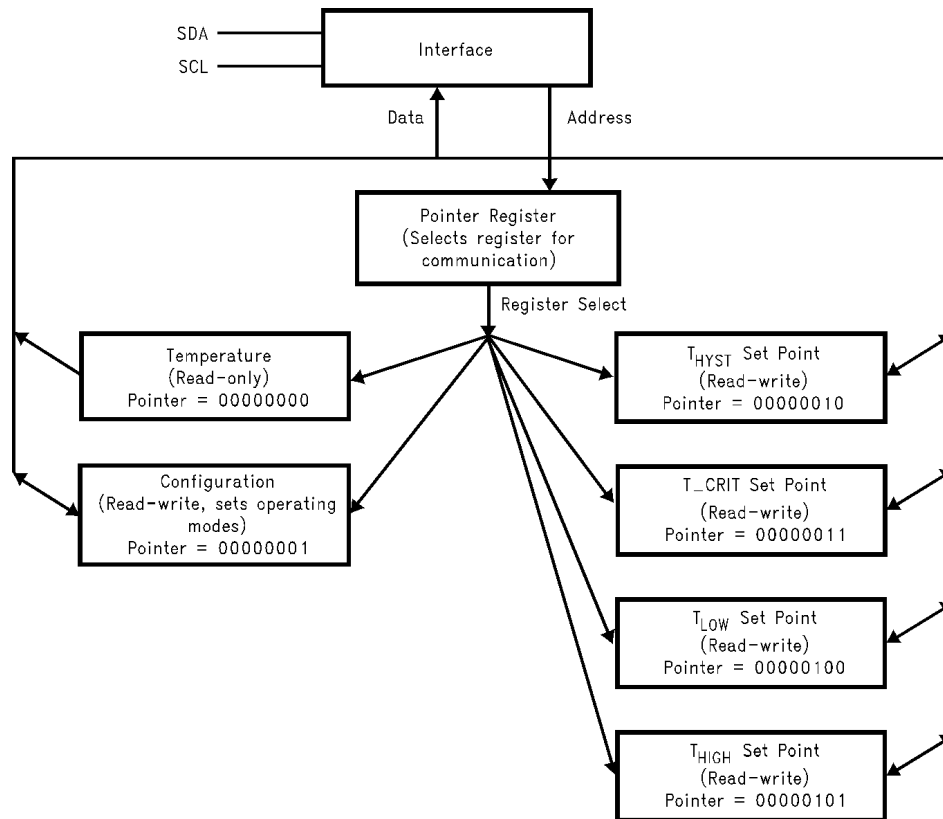 SDA
SCL
Interface
Data
Address
Pointer Register
(Selects register for
communication)
Register Select
Temperature
(Read-only)
Pointer = 00000000
Configuration
(Read-write, sets operating
modes)
Pointer = 00000001
THYST Set Point
(Read-write)
Pointer = 00000010
T_CRIT Set Point
(Read-write)
Pointer = 00000011
TLOW Set Point
(Read-write)
Pointer = 00000100
THIGH Set Point
(Read-write)
Pointer = 00000101